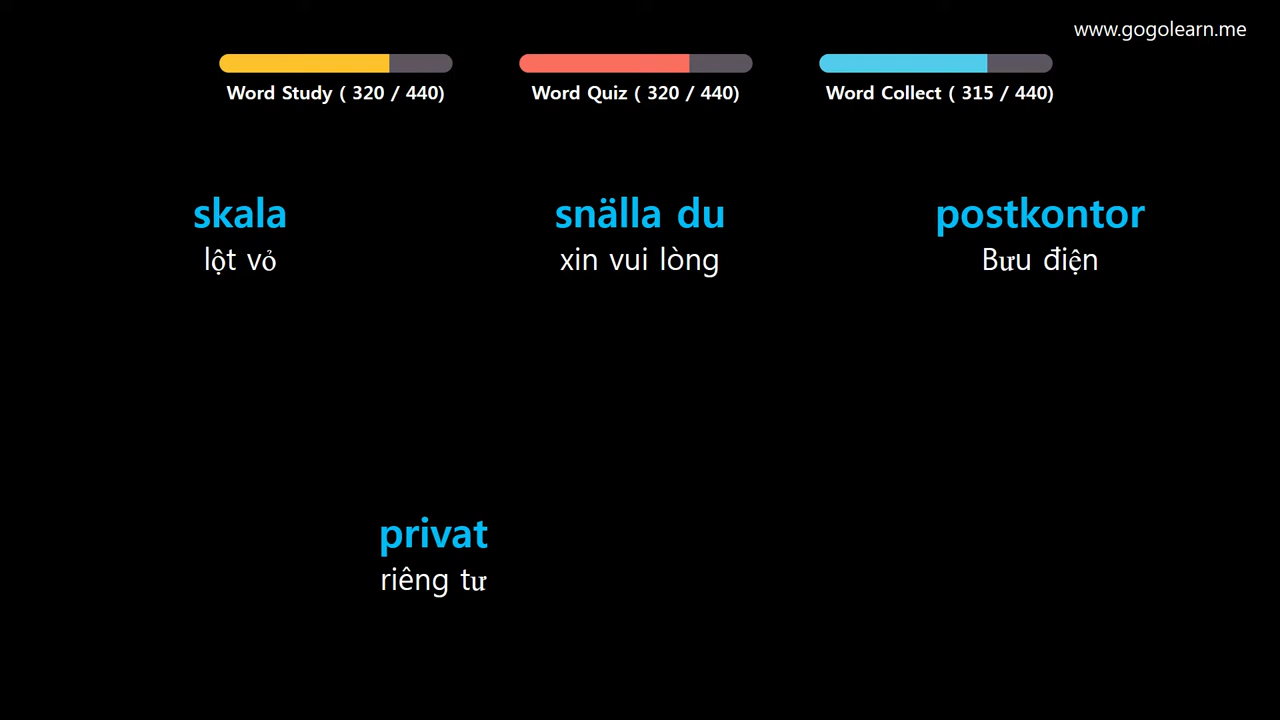 www.gogolearn.me
Word Study ( 320 / 440)
Word Quiz ( 320 / 440)
Word Collect ( 315 / 440)
skala
lột vỏ
snälla du
xin vui lòng
postkontor
Bưu điện
privat
riêng tư